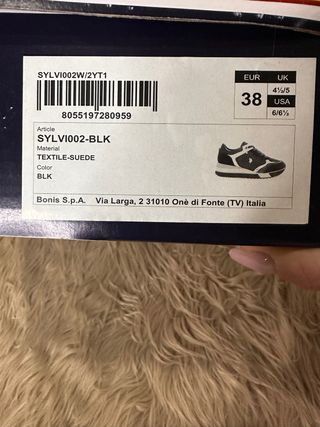 SYLVI002W/2YT1
8055197280959
Article
SYLVI002-BLK
Material
TEXTILE-SUEDE
Color
BLK
EUR
38
UK
4½/5
USA
6/6½
Bonis S.p.A. Via Larga, 2 31010 Onè di Fonte (TV) Italia